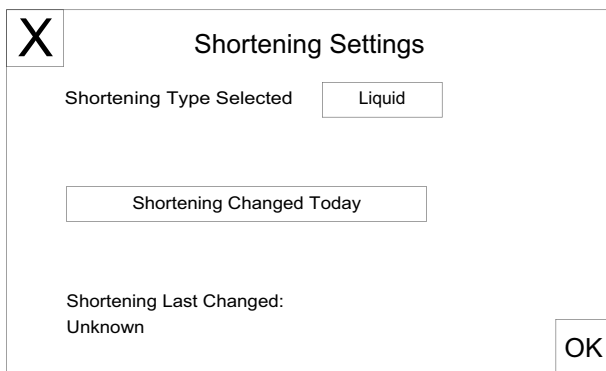 X
Shortening Settings
Shortening Type Selected
Liquid
Shortening Changed Today
Shortening Last Changed:
Unknown
OK